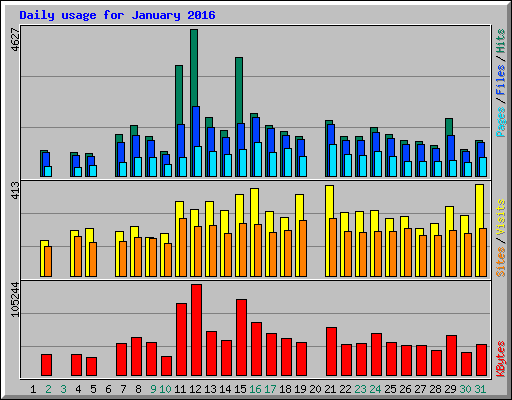 Daily usage for January 2016
4627
Pages / Files / Hits
413
Sites / Visits
105244
KBytes
1 2 3 4 5 6 7 8 9 10 11 12 13 14 15 16 17 18 19 20 21 22 23 24 25 26 27 28 29 30 31